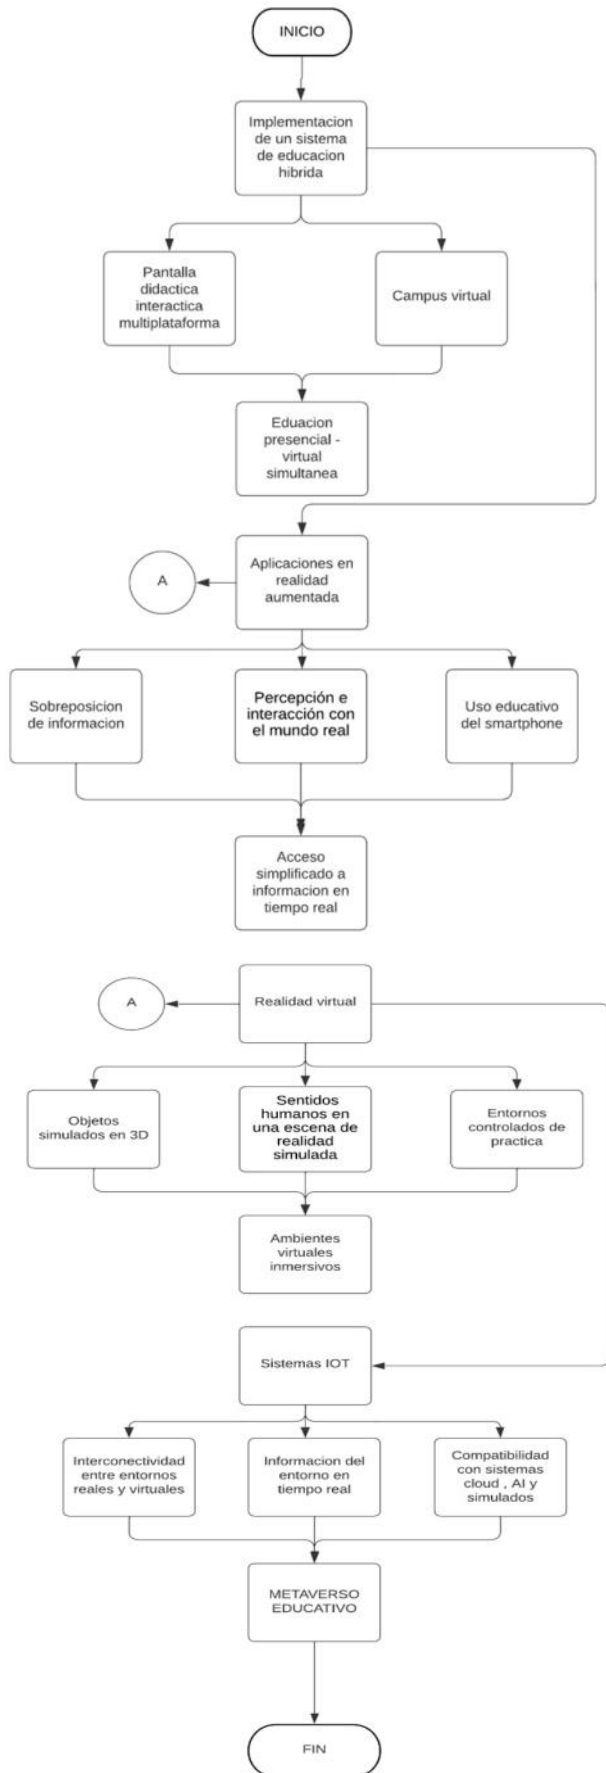 INICIO
Implementacion
de un sistema
de educacion
hibrida
Pantalla
didactica
interactica
multiplataforma
Campus virtual
Eduacion
presencial -
virtual
simultanea
A
Aplicaciones en
realidad
aumentada
Sobreposicion
de informacion
Percepción e
interacción con
el mundo real
Uso educativo
del smartphone
Acceso
simplificado a
informacion en
tiempo real
A
Realidad virtual
Objetos
simulados en 3D
Sentidos
humanos en
una escena de
realidad
simulada
Entornos
controlados de
practica
Ambientes
virtuales
inmersivos
Sistemas IOT
Interconectividad
entre entornos
reales y virtuales
Informacion del
entorno en
tiempo real
Compatibilidad
con sistemas
cloud , AI y
simulados
METAVERSO
EDUCATIVO
FIN